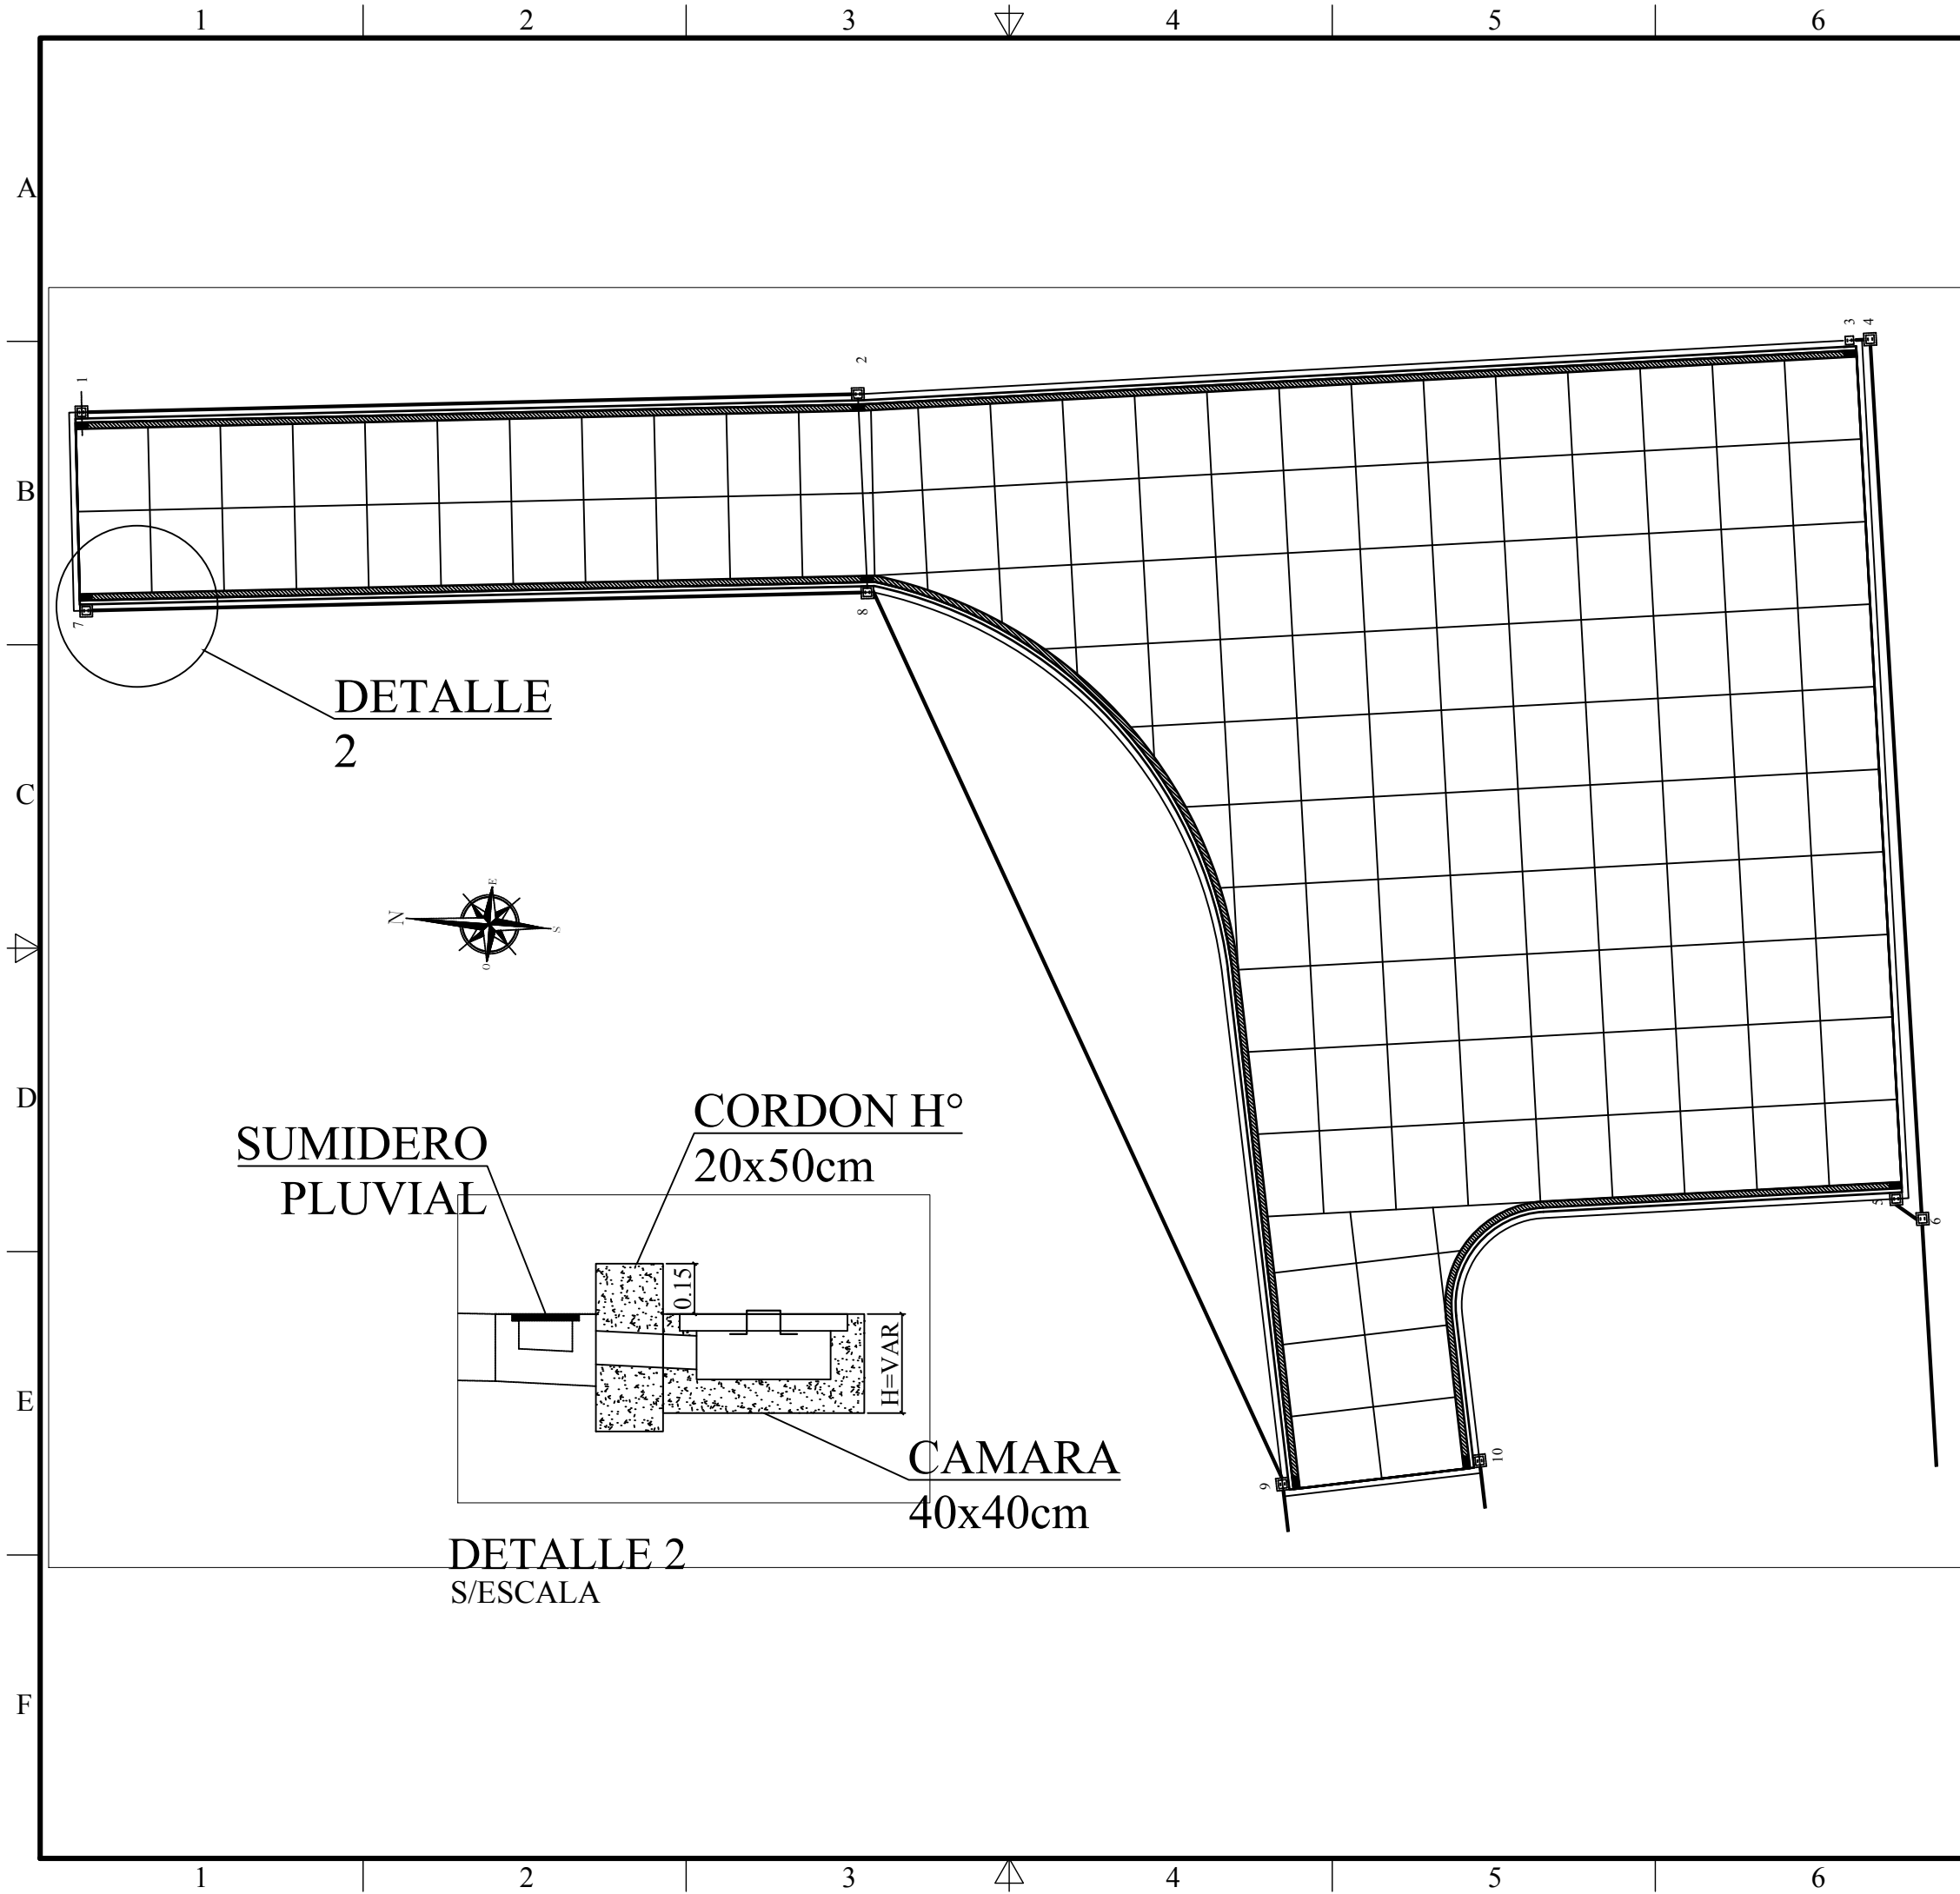 1 2 3 4 5 6
A
B
C
D
E
F
1
2
3
4
7
8
DETALLE
2
N
E
S
O
5
6
9
10
SUMIDERO
PLUVIAL
CORDON H°
20x50cm
0.15
H=VAR
CAMARA
40x40cm
DETALLE 2
S/ESCALA
1 2 3 4 5 6